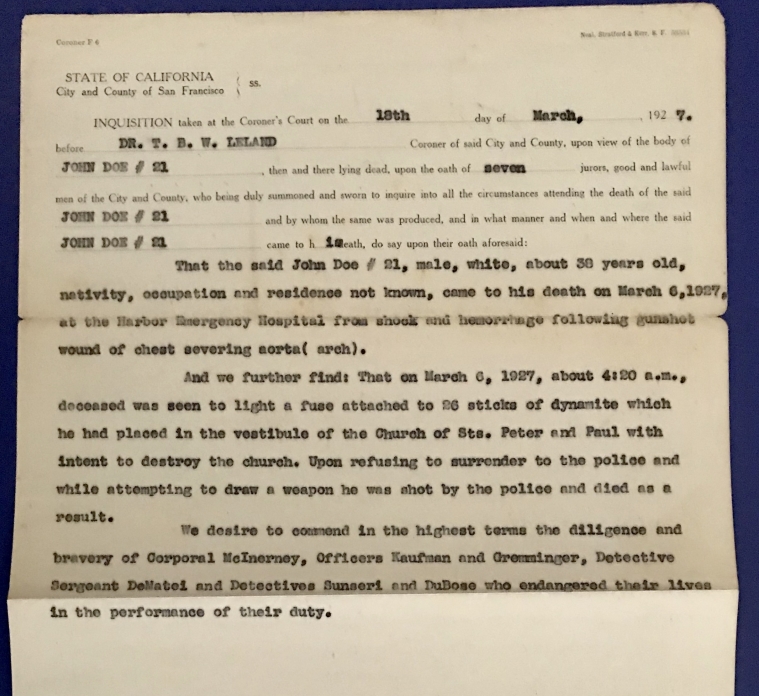 Coroner F 4
Neal, Stratford & Kerr, S. F.
STATE OF CALIFORNIA
City and County of San Francisco
ss.
INQUISITION taken at the Coroner's Court on the 18th day of March, , 192 7.
before DR. T. B. W. LELAND Coroner of said City and County, upon view of the body of
JOHN DOE # 21 , then and there lying dead, upon the oath of seven jurors, good and lawful
men of the City and County, who being duly summoned and sworn to inquire into all the circumstances attending the death of the said
JOHN DOE # 21 and by whom the same was produced, and in what manner and when and where the said
JOHN DOE # 21 came to h is death, do say upon their oath aforesaid:
That the said John Doe # 21, male, white, about 38 years old,
nativity, occupation and residence not known, came to his death on March 6,1927,
at the Harbor Emergency Hospital from shock and hemorrhage following gunshot
wound of chest severing aorta( arch).
And we further find: That on March 6, 1927, about 4:20 a.m.,
deceased was seen to light a fuse attached to 26 sticks of dynamite which
he had placed in the vestibule of the Church of Sts. Peter and Paul with
intent to destroy the church. Upon refusing to surrender to the police and
while attempting to draw a weapon he was shot by the police and died as a
result.
We desire to commend in the highest terms the diligence and
bravery of Corporal McInerney, Officers Kaufman and Gremminger, Detective
Sergeant DeMatei and Detectives Sunseri and DuBose who endangered their lives
in the performance of their duty.